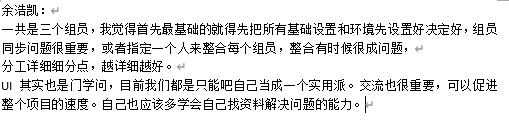 余浩凯：
一共是三个组员，我觉得首先最基础的就得先把所有基础设置和环境先设置好决定好，组员
同步问题很重要，或者指定一个人来整合每个组员，整合有时候很成问题，
分工详细细分点，越详细越好。
UI 其实也是门学问，目前我们都是只能吧自己当成一个实用派。交流也很重要，可以促进
整个项目的速度。自己也应该多学会自己找资料解决问题的能力。